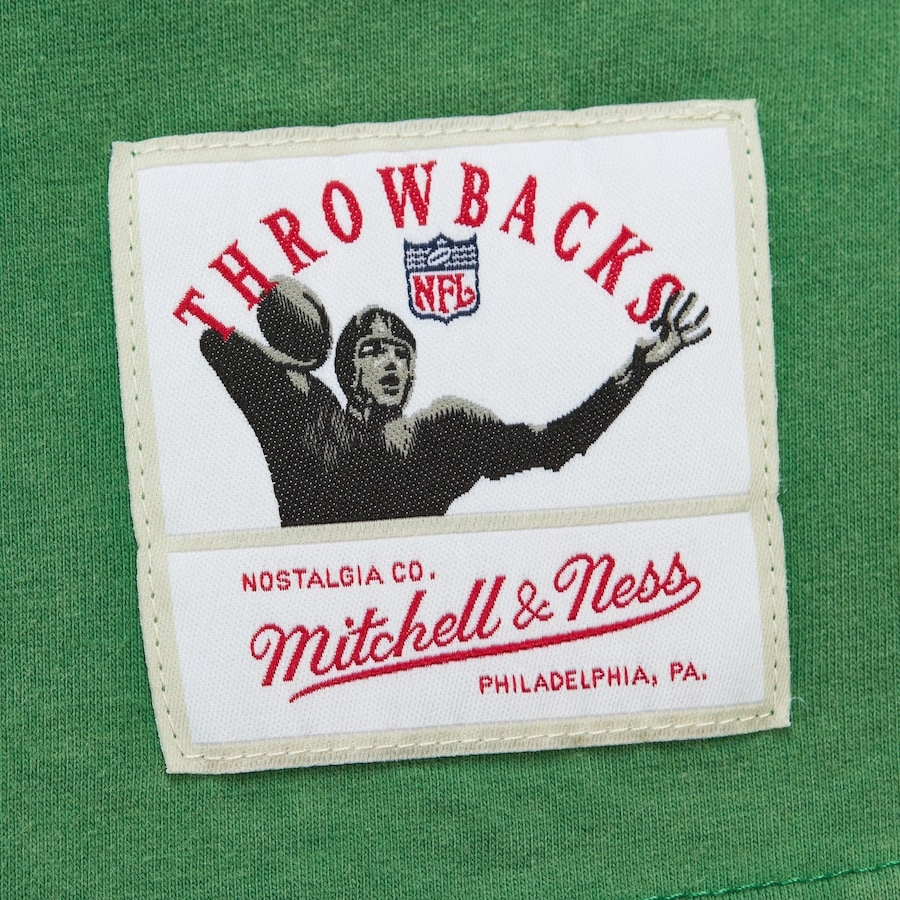 THROWBACKS
NFL
NOSTALGIA CO.
Mitchell & Ness
PHILADELPHIA, PA.